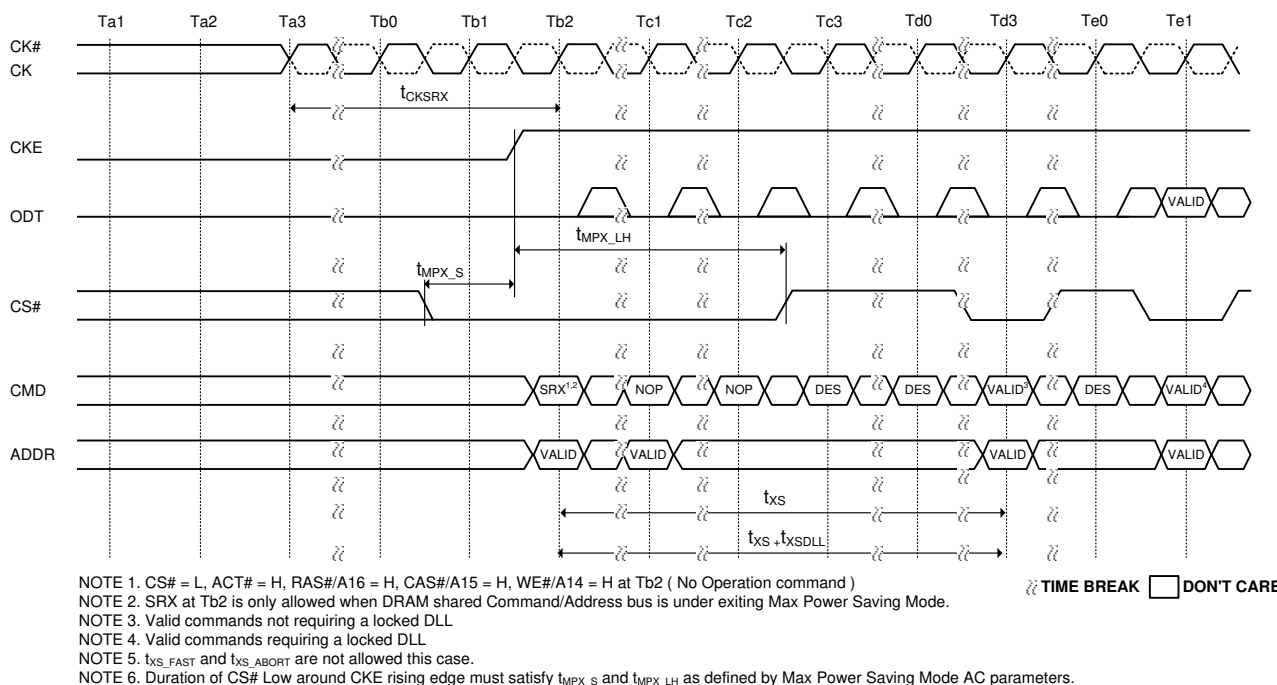 Ta1 Ta2 Ta3 Tb0 Tb1 Tb2 Tc1 Tc2 Tc3 Td0 Td3 Te0 Te1
CK#
CK
tCKSRX
CKE
ODT
VALID
tMPX_LH
tMPX_S
CS#
CMD
SRX1,2 NOP NOP DES DES VALID3 DES VALID4
ADDR
VALID VALID VALID VALID
tXS
tXS +tXSDLL
NOTE 1. CS# = L, ACT# = H, RAS#/A16 = H, CAS#/A15 = H, WE#/A14 = H at Tb2 ( No Operation command )
TIME BREAK DON'T CARE
NOTE 2. SRX at Tb2 is only allowed when DRAM shared Command/Address bus is under exiting Max Power Saving Mode.
NOTE 3. Valid commands not requiring a locked DLL
NOTE 4. Valid commands requiring a locked DLL
NOTE 5. tXS_FAST and tXS_ABORT are not allowed this case.
NOTE 6. Duration of CS# Low around CKE rising edge must satisfy tMPX_S and tMPX_LH as defined by Max Power Saving Mode AC parameters.